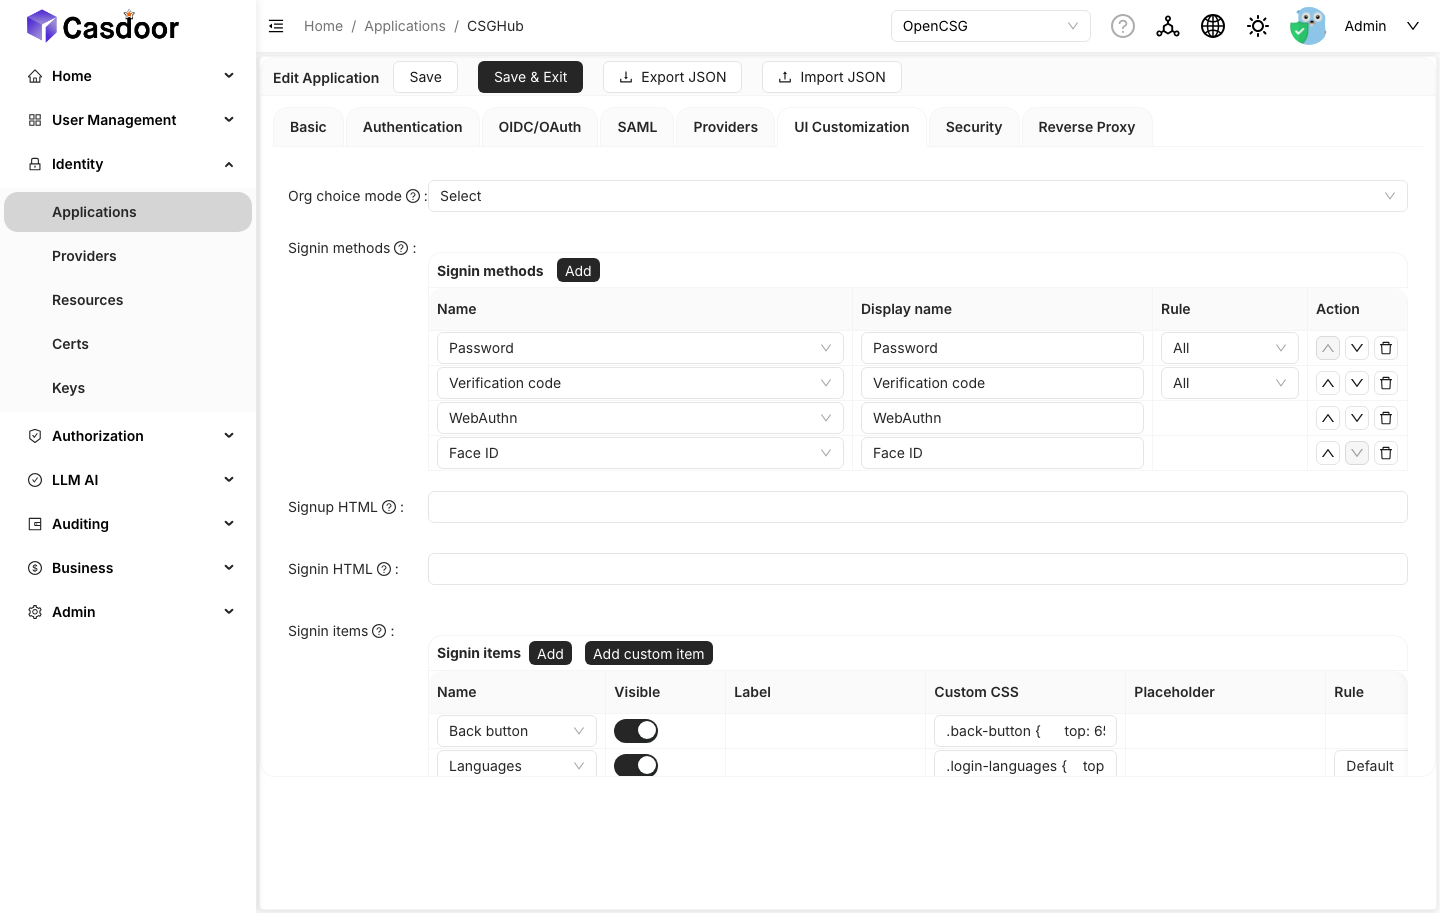 Casdoor
Home / Applications / CSGHub
OpenCSG
Admin
Home
User Management
Identity
Applications
Providers
Resources
Certs
Keys
Authorization
LLM AI
Auditing
Business
Admin
Edit Application
Save
Save & Exit
Export JSON
Import JSON
Basic
Authentication
OIDC/OAuth
SAML
Providers
UI Customization
Security
Reverse Proxy
Org choice mode :
Select
Signin methods :
Signin methods Add
Name Display name Rule Action
Password Password All
Verification code Verification code All
WebAuthn WebAuthn
Face ID Face ID
Signup HTML :
Signin HTML :
Signin items :
Signin items Add Add custom item
Name Visible Label Custom CSS Placeholder Rule
Back button .back-button { top: 65
Languages .login-languages { top Default